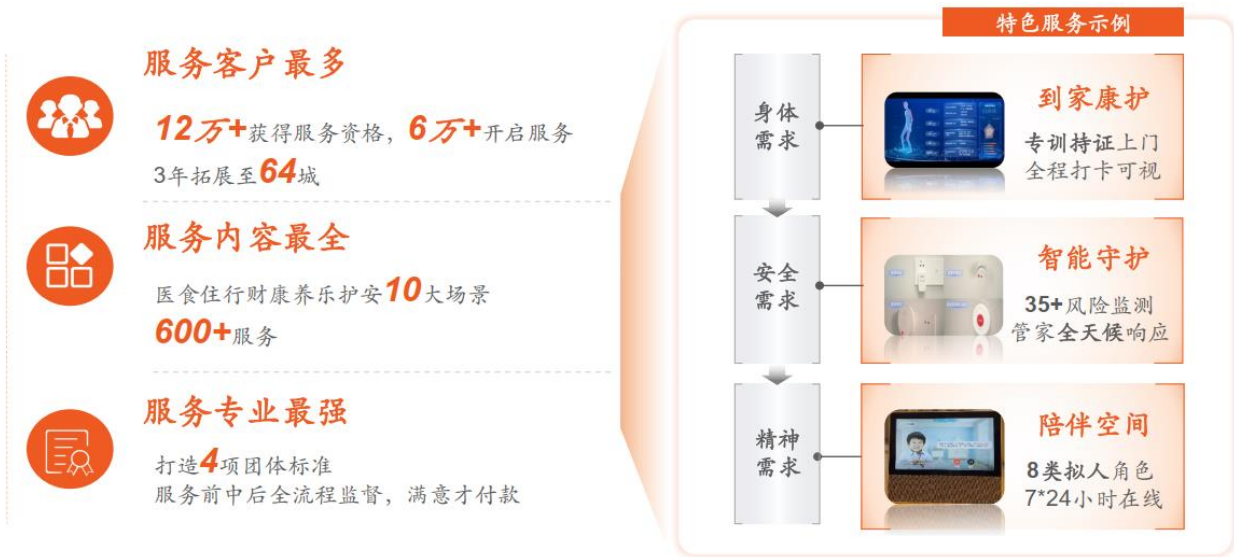 服务客户最多
12万+获得服务资格，6万+开启服务
3年拓展至64城
服务内容最全
医食住行财康养乐护安10大场景
600+服务
服务专业最强
打造4项团体标准
服务前中后全流程监督，满意才付款
特色服务示例
身体
需求
到家康护
专训持证上门
全程打卡可视
安全
需求
智能守护
35+风险监测
管家全天候响应
精神
需求
陪伴空间
8类拟人角色
7*24小时在线